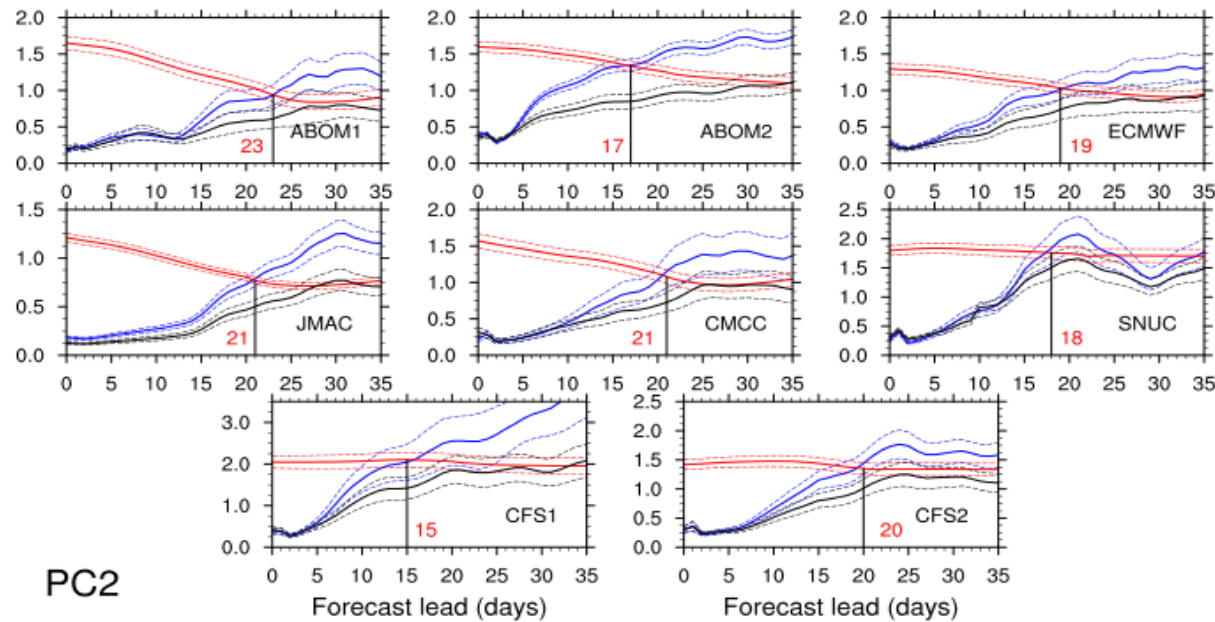 2.0 2.0 2.0
1.5 1.5 1.5
1.0 1.0 1.0
0.5 ABOM1 0.5 ABOM2 0.5 ECMWF
0.0 23 0.0 17 0.0 19
0 5 10 15 20 25 30 35 0 5 10 15 20 25 30 35 0 5 10 15 20 25 30 35
1.5 2.0 2.5
1.0 1.5 2.0
0.5 1.0 1.5
0.0 0.5 1.0
0.0 0.5
0.0
JMAC CMCC SNUC
21 21 18
0 5 10 15 20 25 30 35 0 5 10 15 20 25 30 35 0 5 10 15 20 25 30 35
3.0 2.5
2.0 2.0
1.0 1.5
0.0 1.0
0.5
0.0
CFS1 CFS2
15 20
0 5 10 15 20 25 30 35 0 5 10 15 20 25 30 35
PC2 Forecast lead (days) Forecast lead (days)